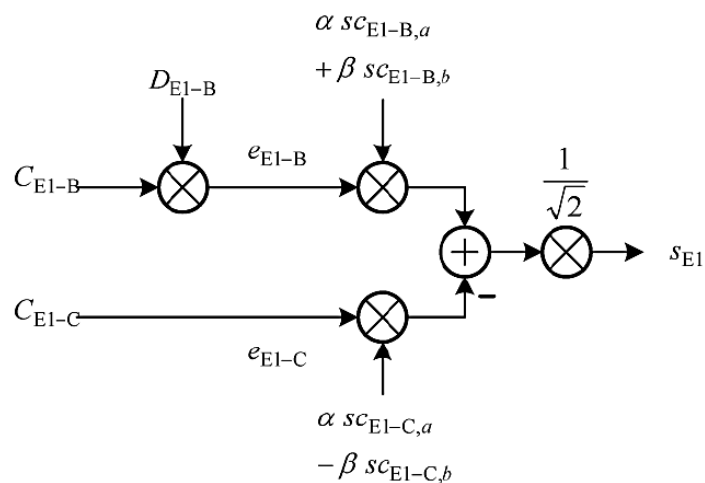 α sc_E1–B,a
+ β sc_E1–B,b
D_E1–B
e_E1–B
C_E1–B
1
√2
+
s_E1
–
C_E1–C
e_E1–C
α sc_E1–C,a
– β sc_E1–C,b